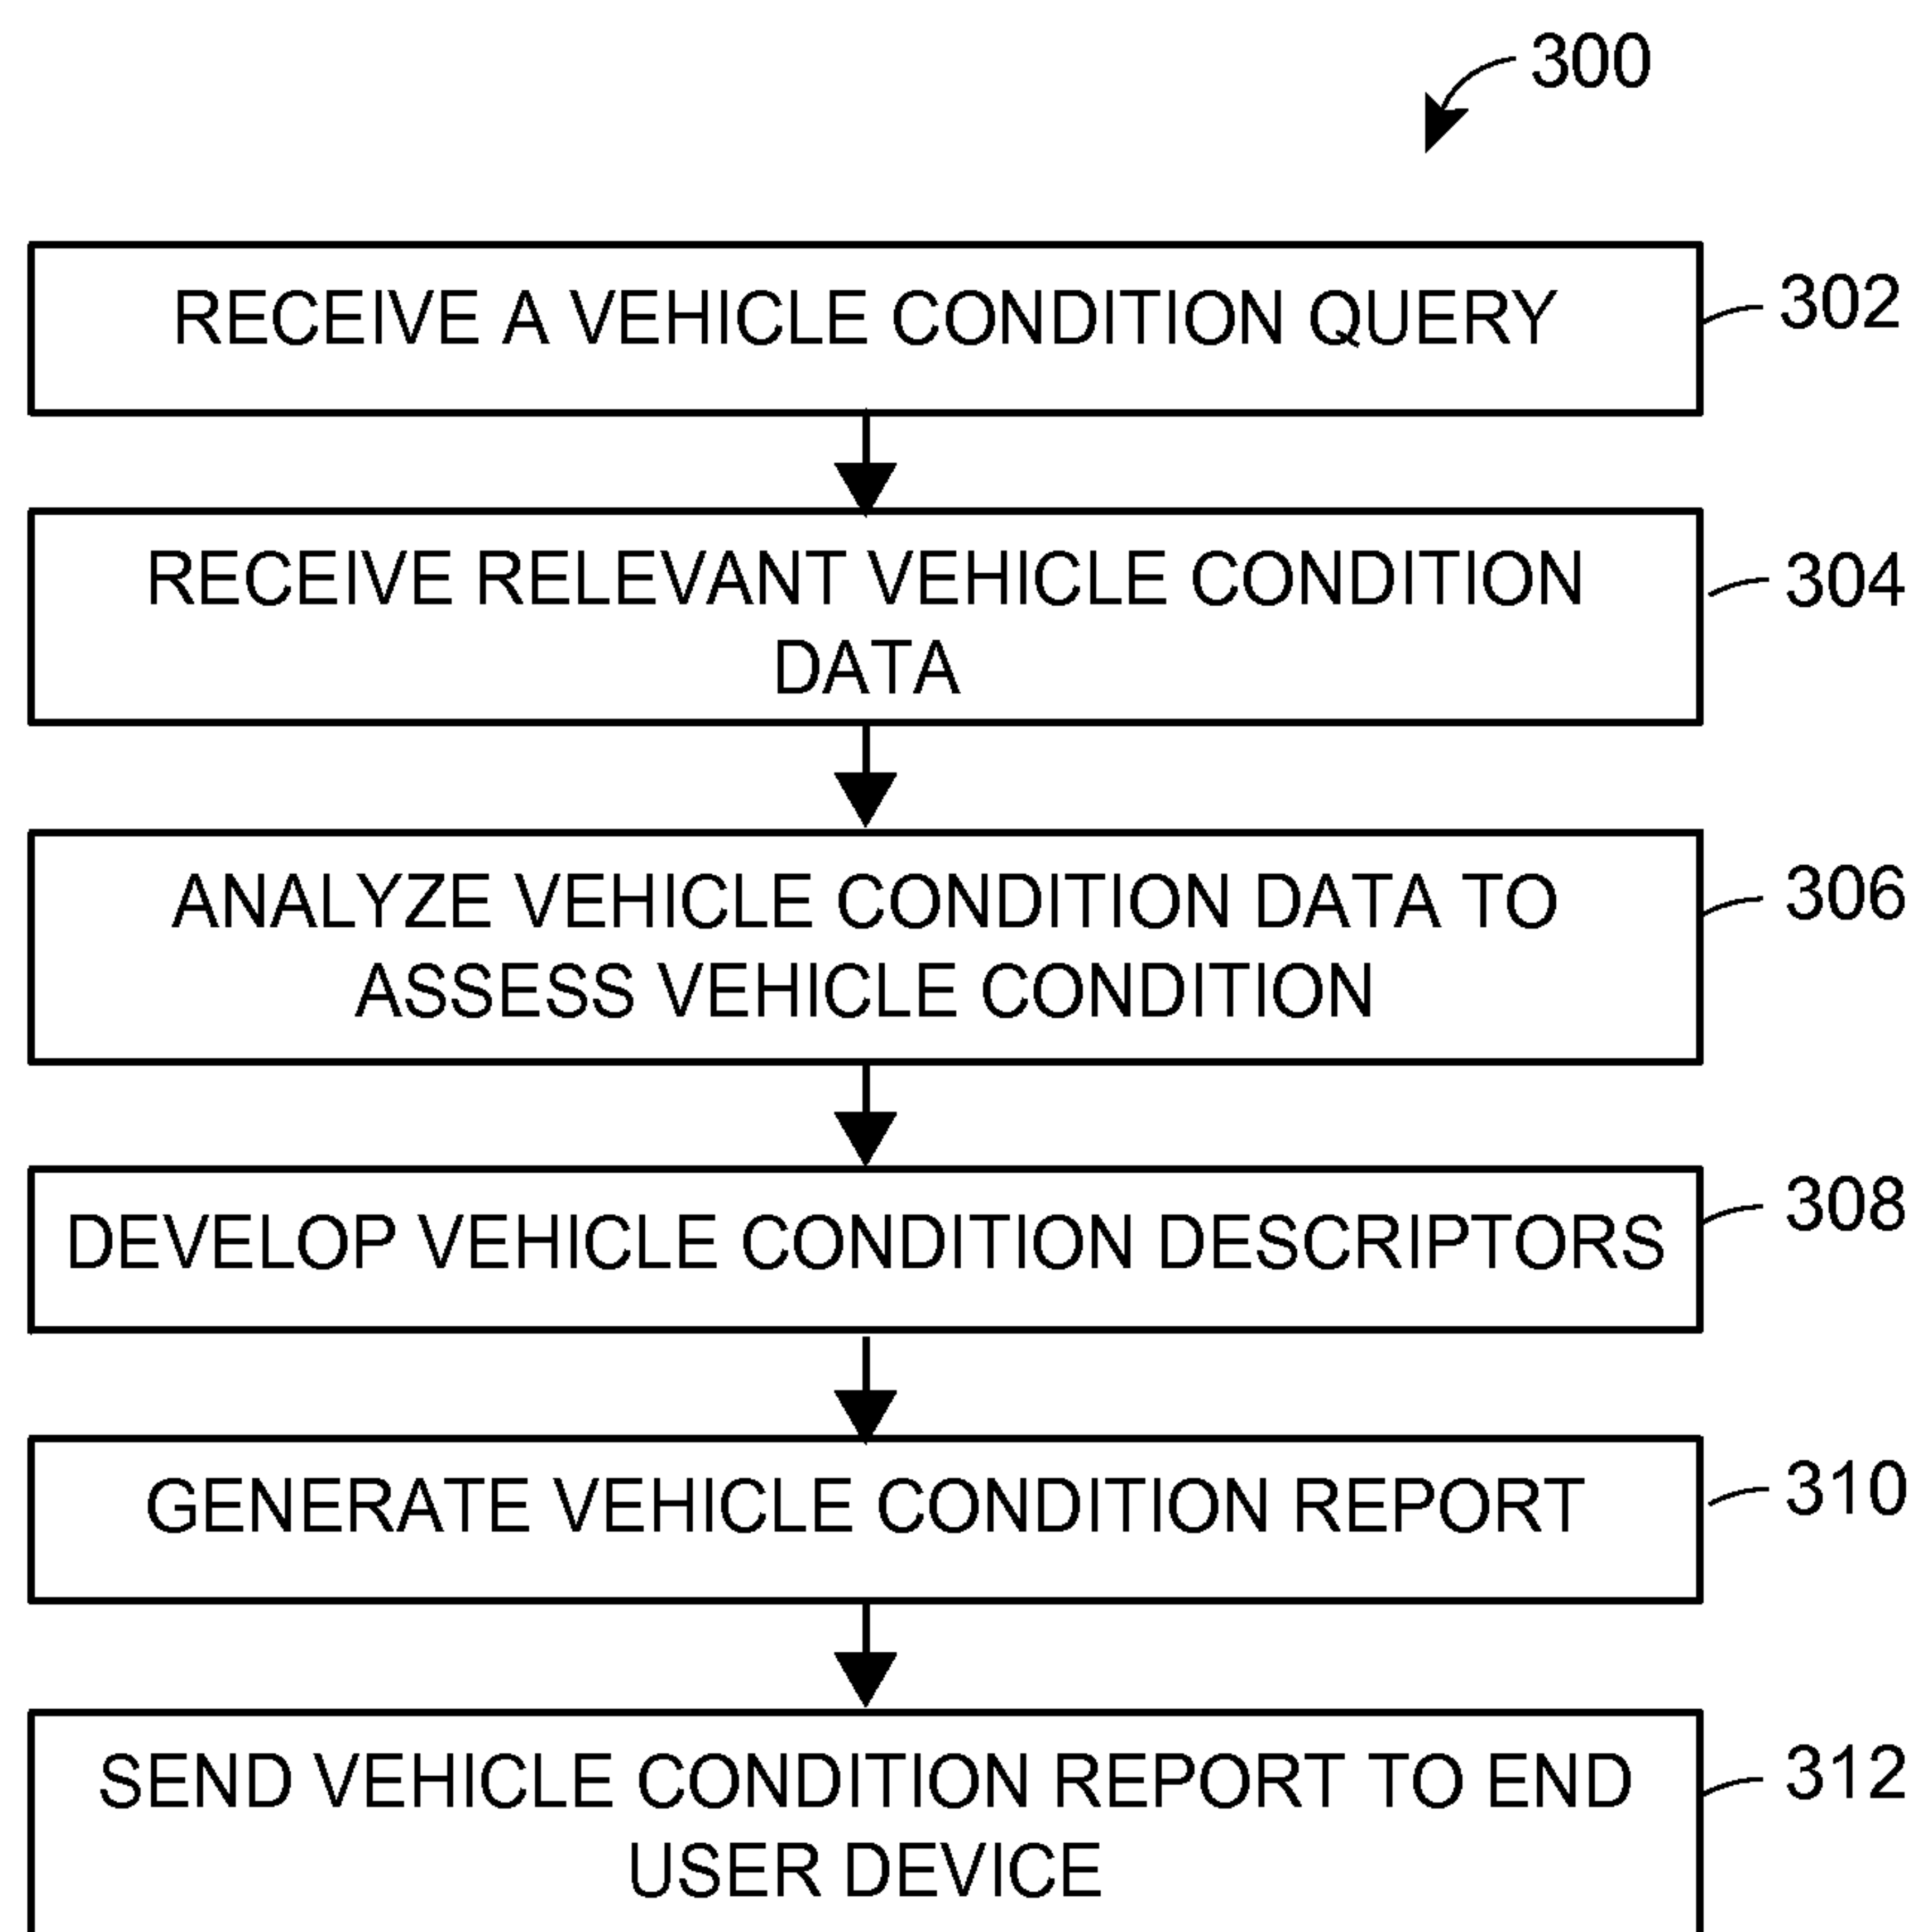 300
RECEIVE A VEHICLE CONDITION QUERY
302
RECEIVE RELEVANT VEHICLE CONDITION
DATA
304
ANALYZE VEHICLE CONDITION DATA TO
ASSESS VEHICLE CONDITION
306
DEVELOP VEHICLE CONDITION DESCRIPTORS
308
GENERATE VEHICLE CONDITION REPORT
310
SEND VEHICLE CONDITION REPORT TO END
USER DEVICE
312